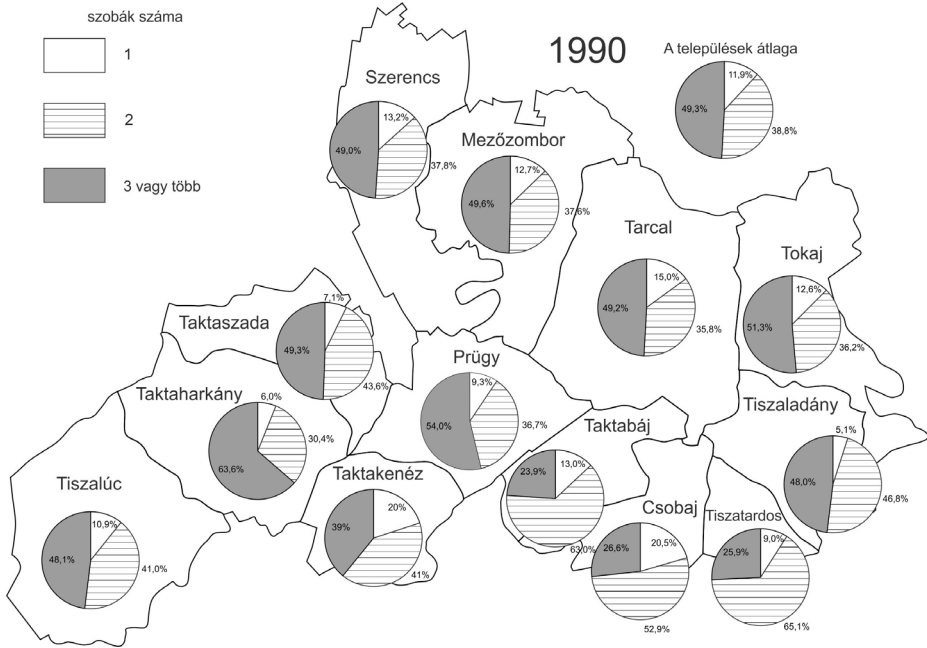 szobák száma
1
2
3 vagy több
1990
A települések átlaga
11,9%
49,3%
38,8%
Szerencs
13,2%
49,0%
37,8%
Mezőzombor
12,7%
49,6%
37,6%
Tarcal
15,0%
49,2%
35,8%
Tokaj
12,6%
51,3%
36,2%
Taktaszada
7,1%
49,3%
43,6%
Prügy
9,3%
54,0%
36,7%
Taktaharkány
6,0%
30,4%
63,6%
Taktabáj
23,9%
13,0%
63,0%
Tiszaladány
5,1%
48,0%
46,8%
Tiszalúc
10,9%
48,1%
41,0%
Taktakenéz
20%
39%
41%
Csobaj
26,6%
20,5%
52,9%
Tiszatardos
9,0%
25,9%
65,1%